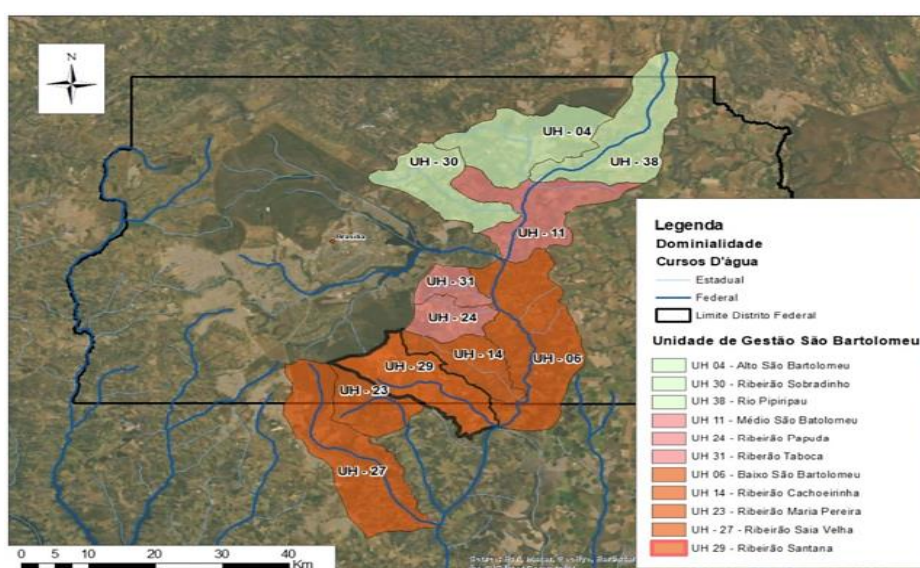 N
UH - 04
UH - 30
UH - 38
UH - 11
Brasília
UH - 31
UH - 24
UH - 14
UH - 06
UH - 29
UH - 23
UH - 27
0 5 10 20 30 40
Km
Legenda
Dominialidade
Cursos D'água
Estadual
Federal
Limite Distrito Federal
Unidade de Gestão São Bartolomeu
UH 04 - Alto São Bartolomeu
UH 30 - Ribeirão Sobradinho
UH 38 - Rio Pipiripau
UH 11 - Médio São Batolomeu
UH 24 - Ribeirão Papuda
UH 31 - Riberão Taboca
UH 06 - Baixo São Bartolomeu
UH 14 - Ribeirão Cachoeirinha
UH 23 - Ribeirão Maria Pereira
UH - 27 - Ribeirão Saia Velha
UH 29 - Ribeirão Santana